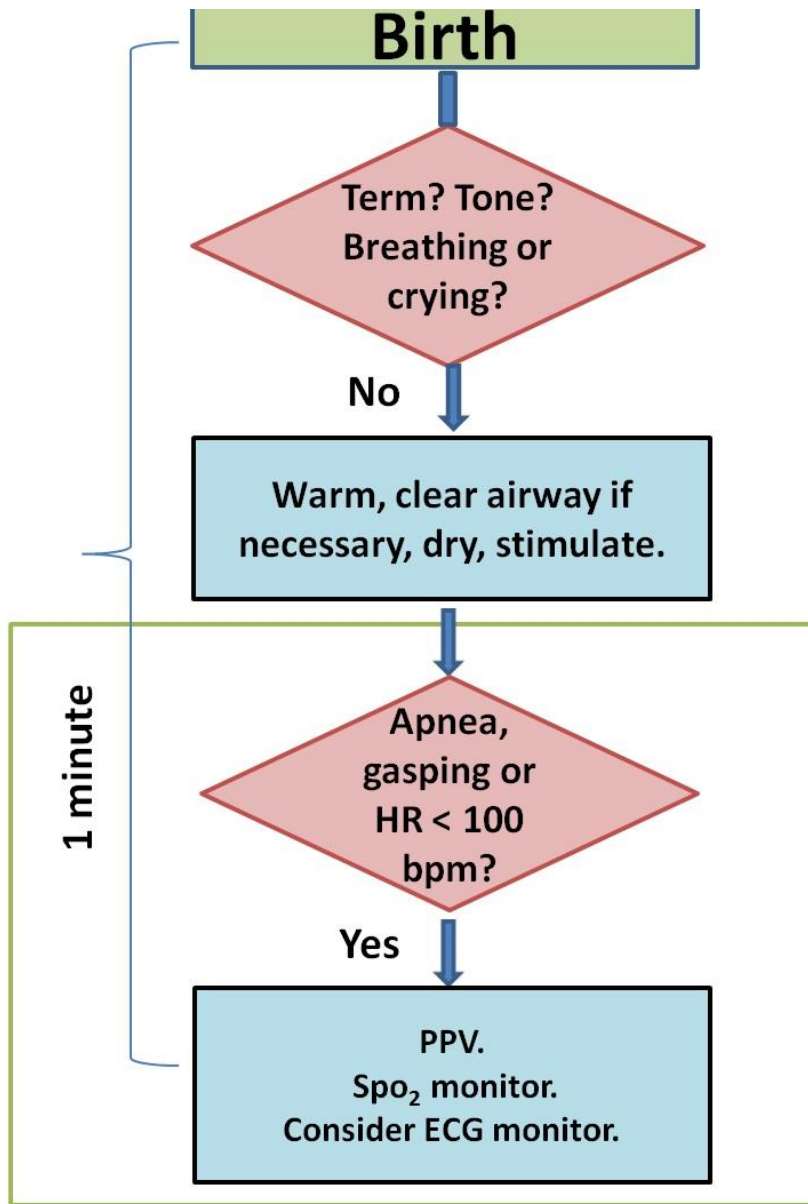 Birth
Term? Tone?
Breathing or
crying?
No
Warm, clear airway if
necessary, dry, stimulate.
1 minute
Apnea,
gasping or
HR < 100
bpm?
Yes
PPV.
Spo₂ monitor.
Consider ECG monitor.